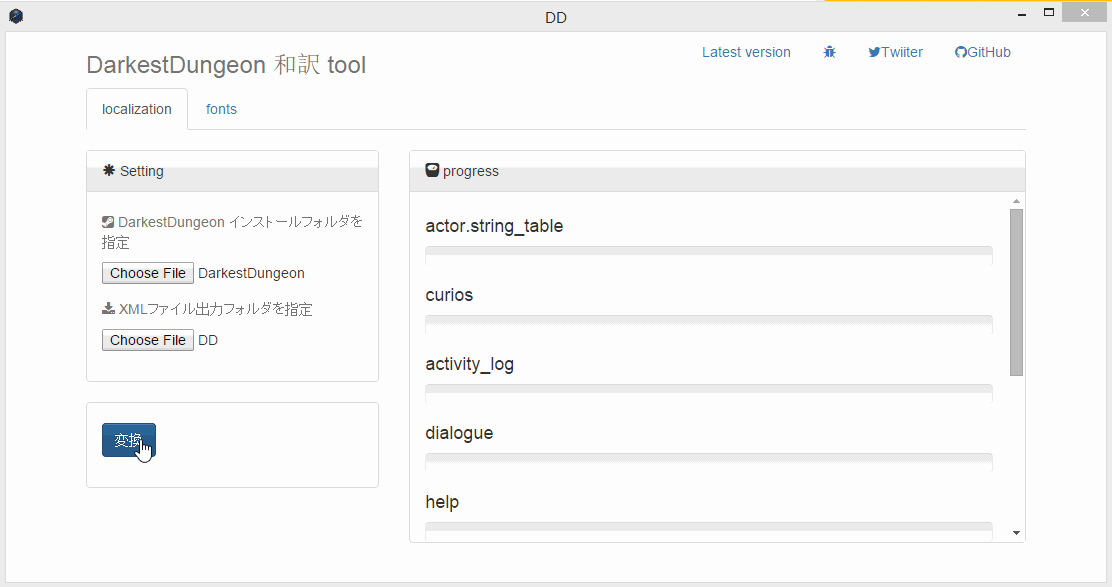 DD
Latest version
Twiiter
GitHub
DarkestDungeon 和訳 tool
localization
fonts
Setting
DarkestDungeon インストールフォルダを
指定
Choose File DarkestDungeon
XMLファイル出力フォルダを指定
Choose File DD
変換
progress
actor.string_table
curios
activity_log
dialogue
help